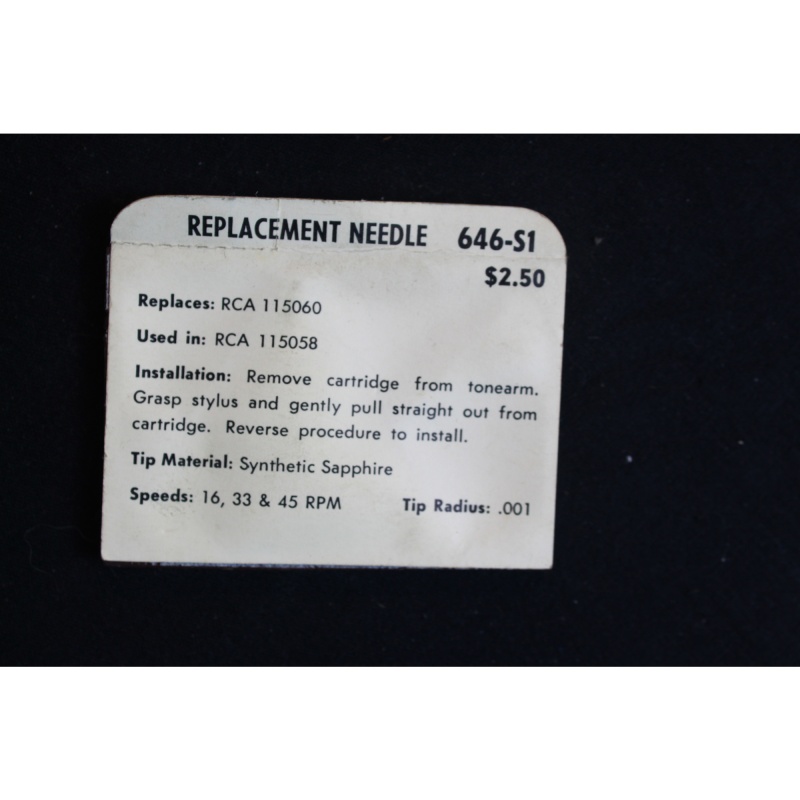 REPLACEMENT NEEDLE 646-S1
$2.50
Replaces: RCA 115060
Used in: RCA 115058
Installation: Remove cartridge from tonearm.
Grasp stylus and gently pull straight out from
cartridge. Reverse procedure to install.
Tip Material: Synthetic Sapphire
Speeds: 16, 33 & 45 RPM Tip Radius: .001